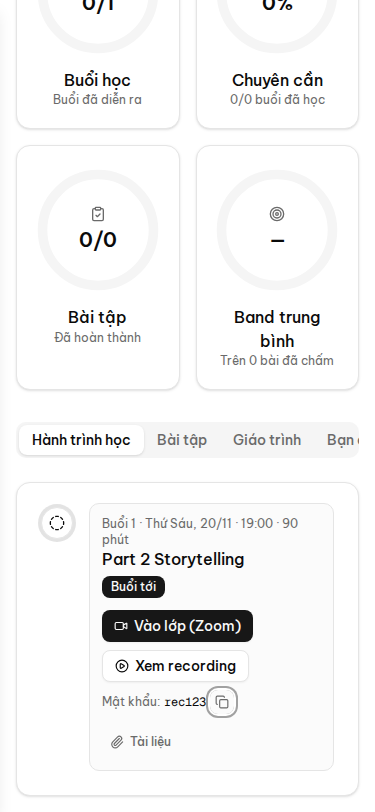 0/1
0%
Buổi học
Buổi đã diễn ra
Chuyên cần
0/0 buổi đã học
0/0
–
Bài tập
Đã hoàn thành
Band trung
bình
Trên 0 bài đã chấm
Hành trình học
Bài tập
Giáo trình
Bạn
Buổi 1 · Thứ Sáu, 20/11 · 19:00 · 90
phút
Part 2 Storytelling
Buổi tới
Vào lớp (Zoom)
Xem recording
Mật khẩu: rec123
Tài liệu